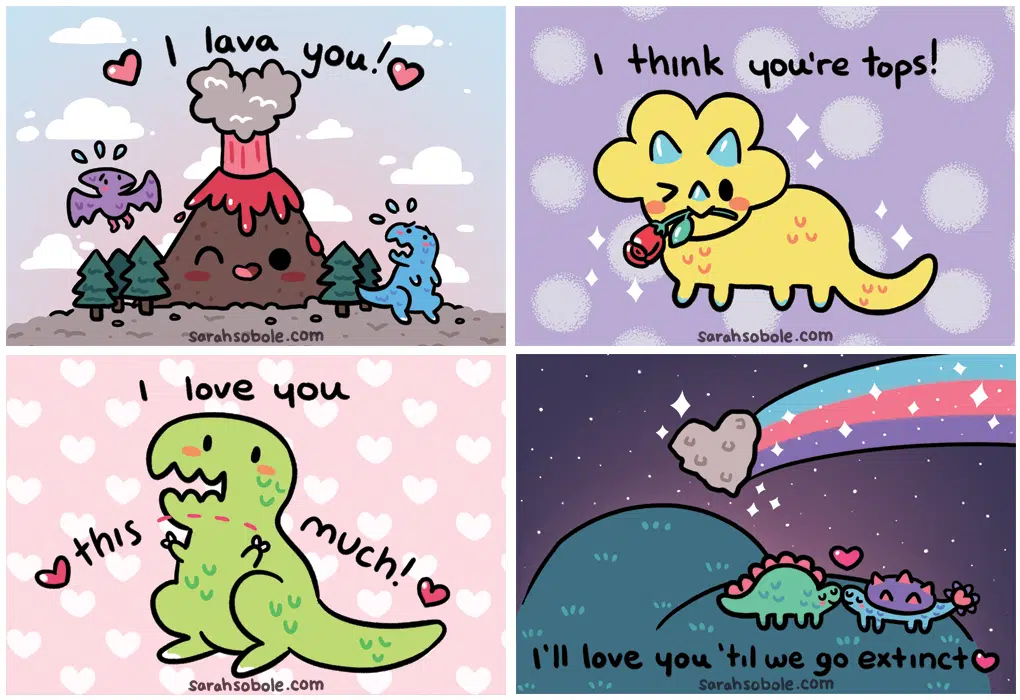 I lava you!
sarahsobole.com
I think you're tops!
sarahsobole.com
I love you
this much!
sarahsobole.com
I'll love you 'til we go extinct
sarahsobole.com